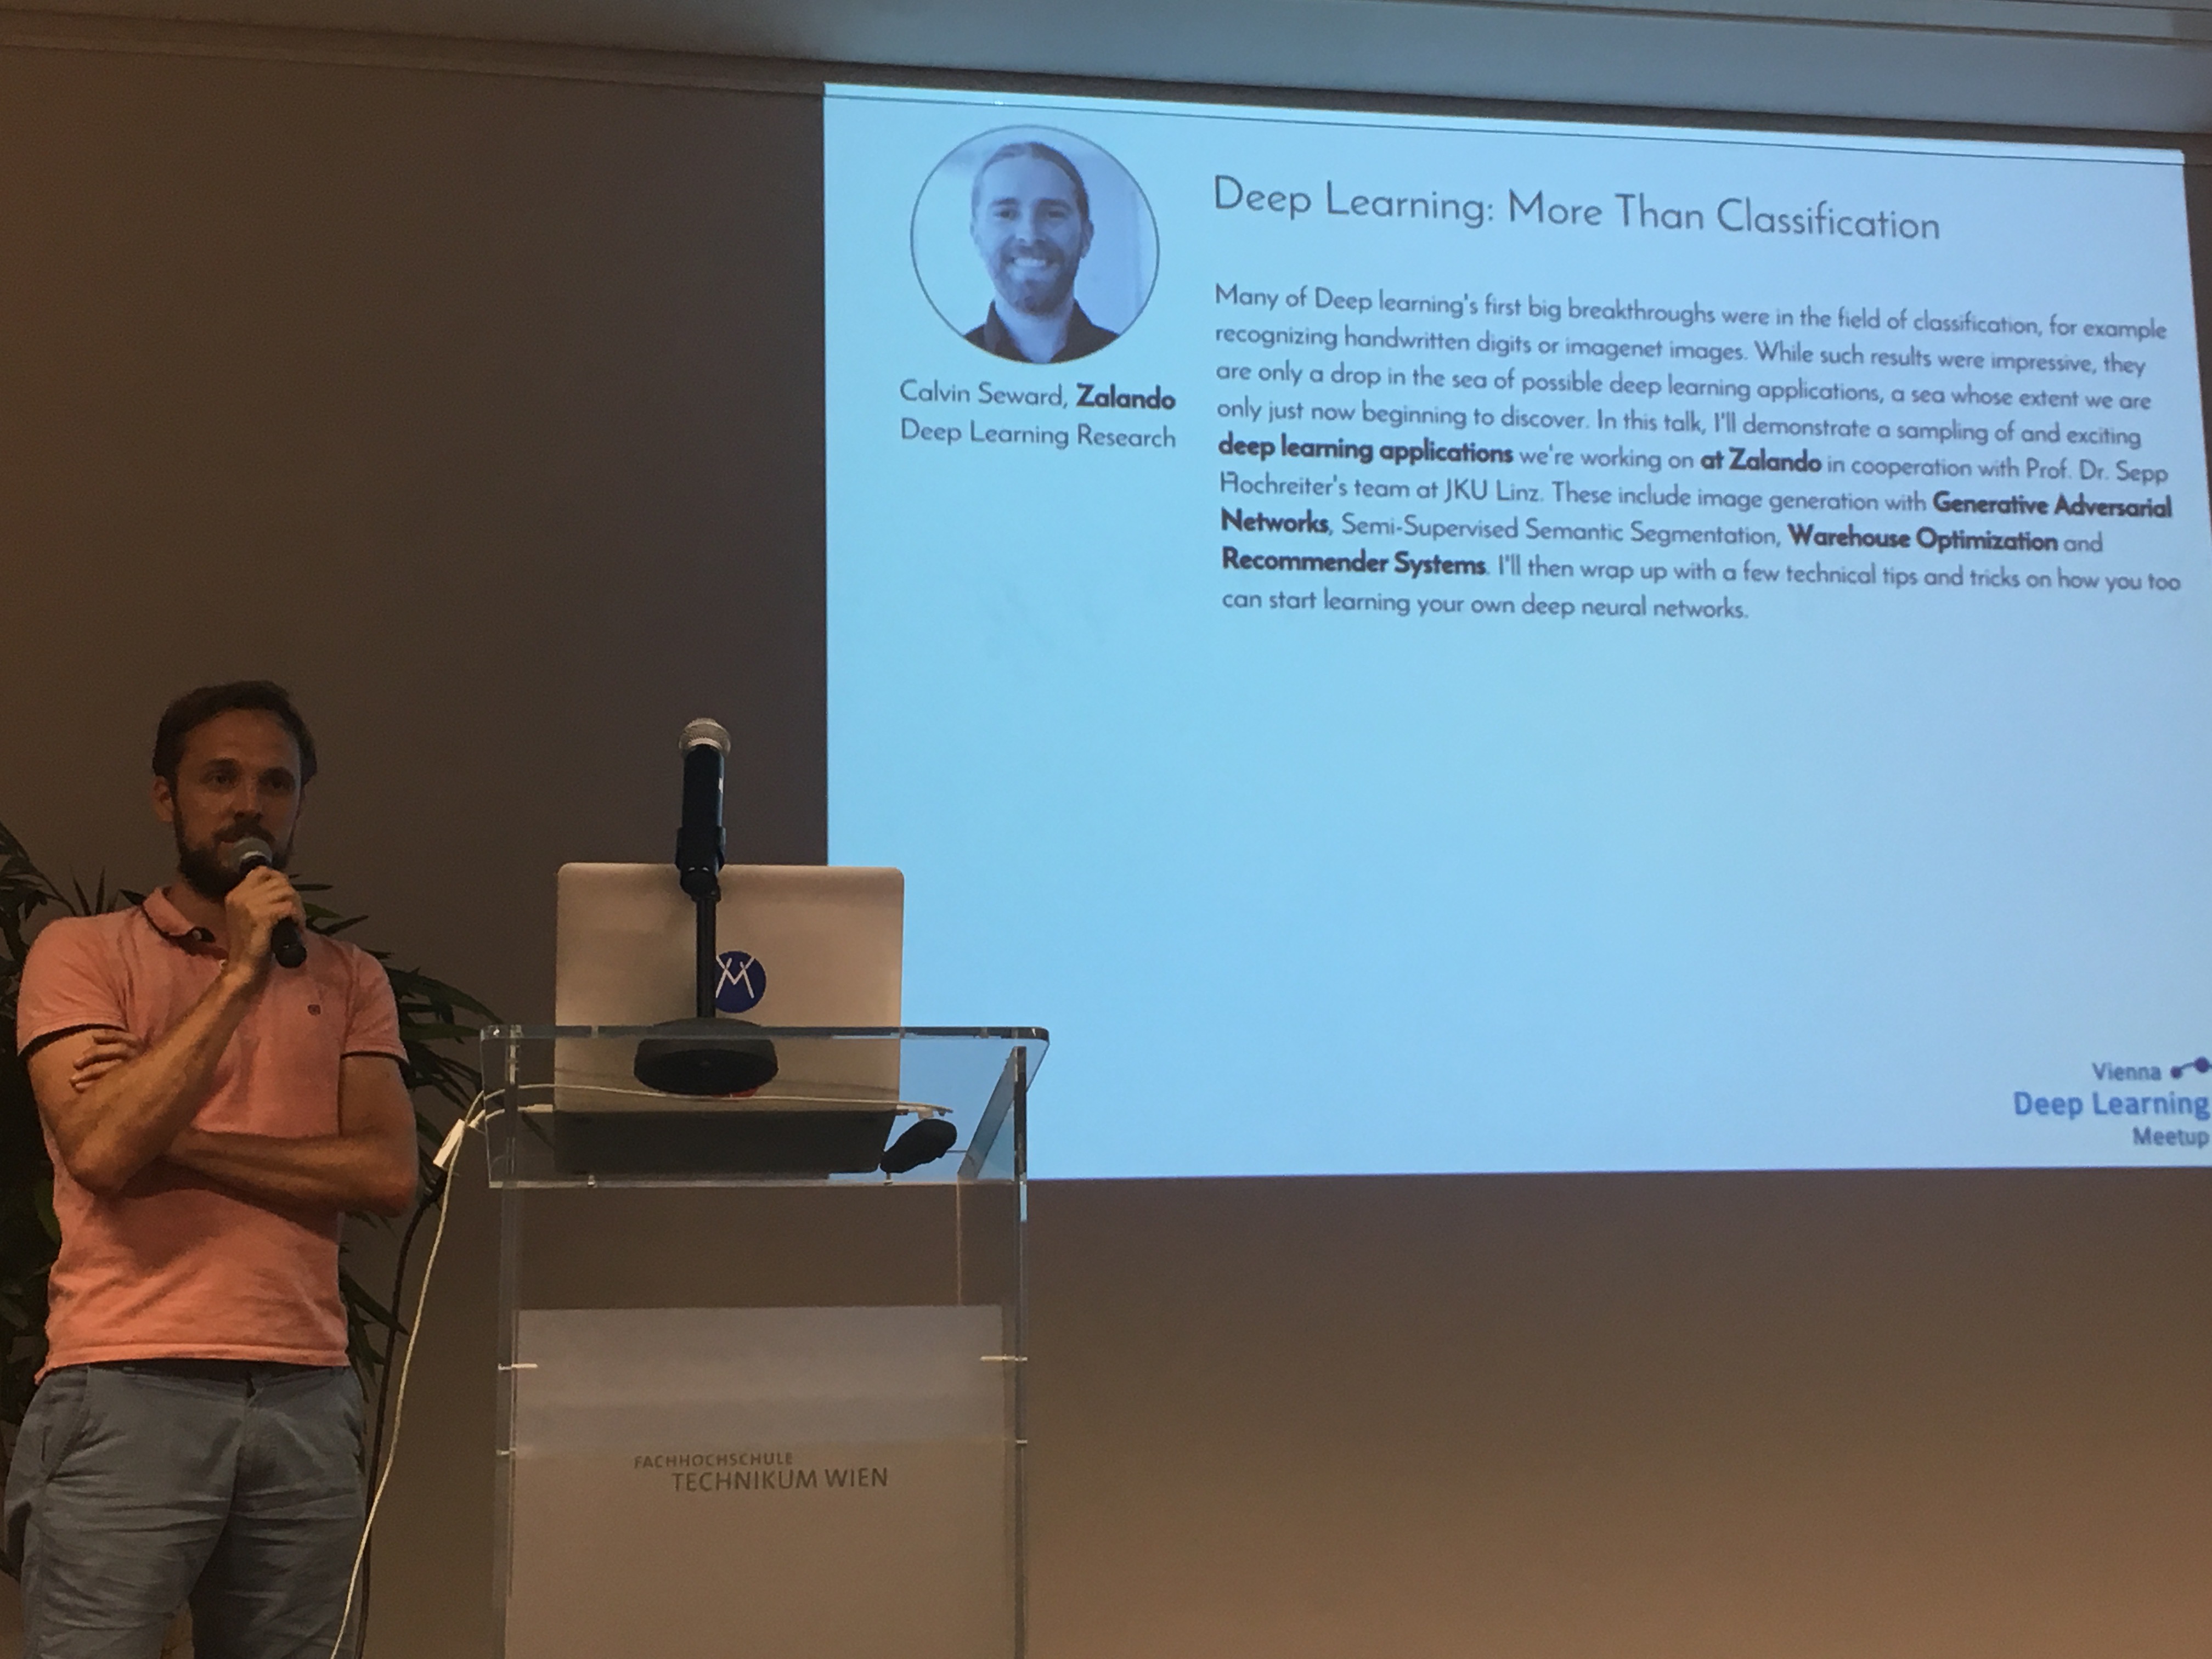 Deep Learning: More Than Classification
Many of Deep learning's first big breakthroughs were in the field of classification, for example
recognizing handwritten digits or imagenet images. While such results were impressive, they
are only a drop in the sea of possible deep learning applications, a sea whose extent we are
only just now beginning to discover. In this talk, I'll demonstrate a sampling of and exciting
deep learning applications we're working on at Zalando in cooperation with Prof. Dr. Sepp
Hochreiter's team at JKU Linz. These include image generation with Generative Adversarial
Networks, Semi-Supervised Semantic Segmentation, Warehouse Optimization and
Recommender Systems. I'll then wrap up with a few technical tips and tricks on how you too
can start learning your own deep neural networks.
Calvin Seward, Zalando
Deep Learning Research
Vienna
Deep Learning
Meetup
FACHHOCHSCHULE
TECHNIKUM WIEN